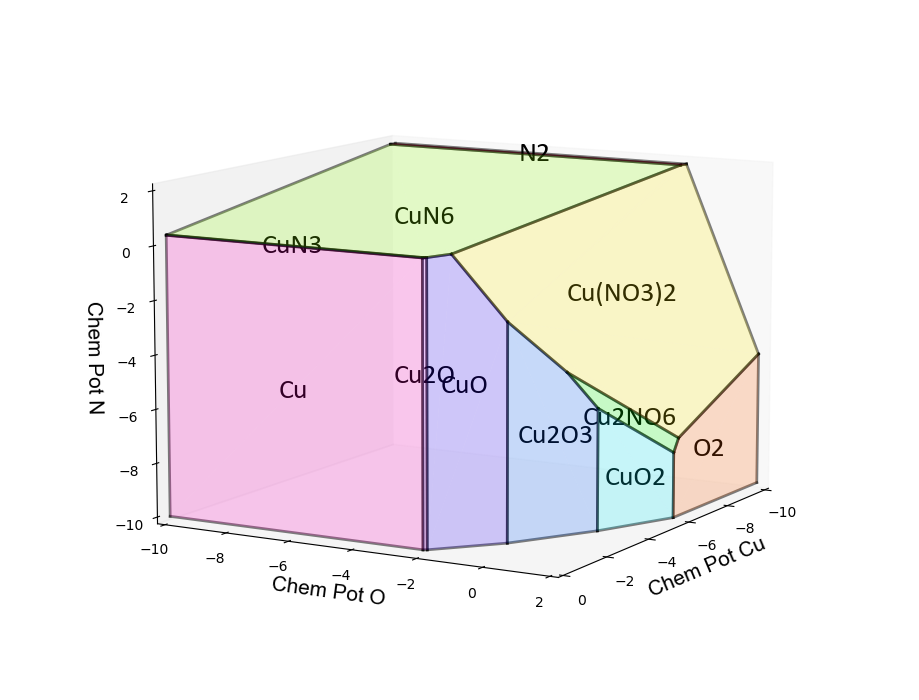 N2
CuN6
CuN3
Cu(NO3)2
Cu2O
CuO
Cu
Cu2NO6
Cu2O3
O2
CuO2
Chem Pot N
2
0
−2
−4
−6
−8
−10
Chem Pot O
−10
−8
−6
−4
−2
0
2
Chem Pot Cu
0
−2
−4
−6
−8
−10